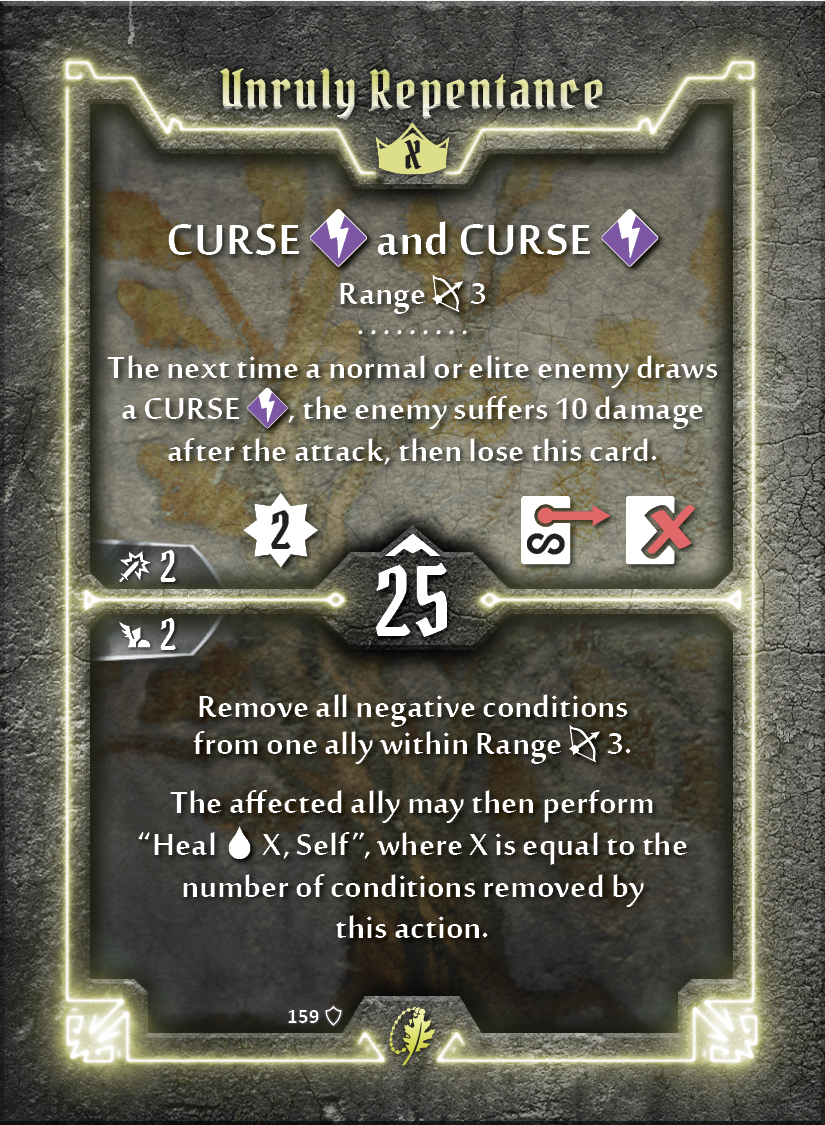 Unruly Repentance
X
CURSE and CURSE
Range 3
The next time a normal or elite enemy draws
a CURSE , the enemy suffers 10 damage
after the attack, then lose this card.
2
S
2
25
2
Remove all negative conditions
from one ally within Range 3.
The affected ally may then perform
“Heal X, Self”, where X is equal to the
number of conditions removed by
this action.
159